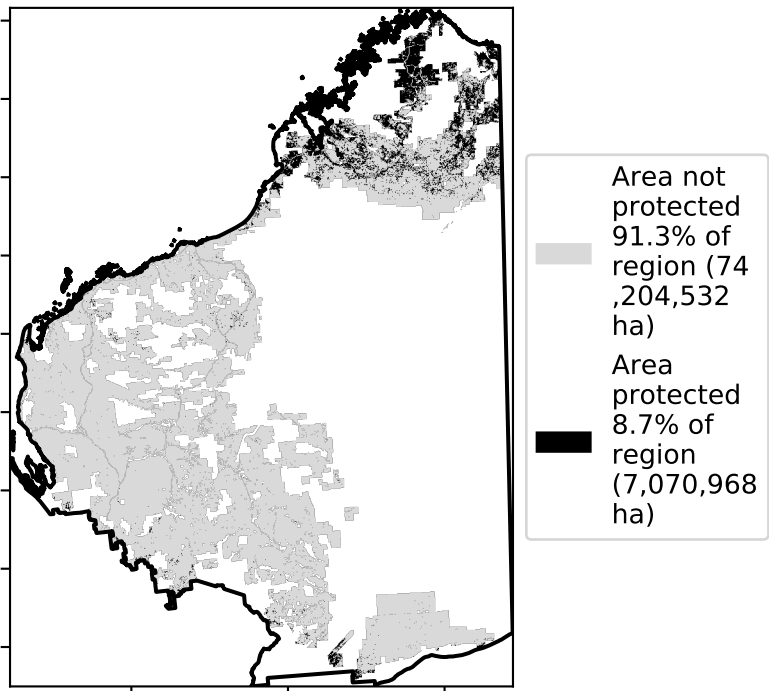 Area not
protected
91.3% of
region (74
,204,532
ha)
Area
protected
8.7% of
region
(7,070,968
ha)